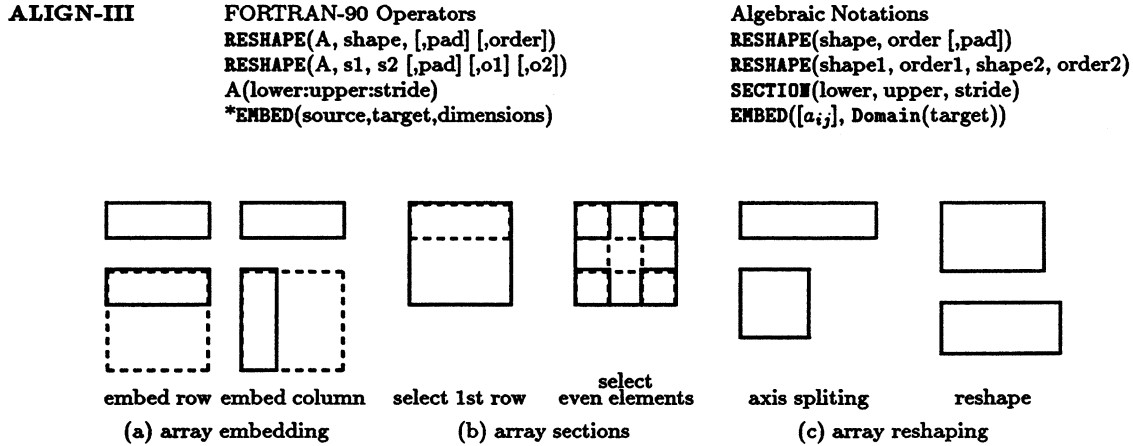 ALIGN-III FORTRAN-90 Operators Algebraic Notations
RESHAPE(A, shape, [,pad] [,order]) RESHAPE(shape, order [,pad])
RESHAPE(A, s1, s2 [,pad] [,o1] [,o2]) RESHAPE(shape1, order1, shape2, order2)
A(lower:upper:stride) SECTION(lower, upper, stride)
*EMBED(source,target,dimensions) EMBED([a_{ij}], Domain(target))
embed row embed column select 1st row select even elements axis spliting reshape
(a) array embedding (b) array sections (c) array reshaping